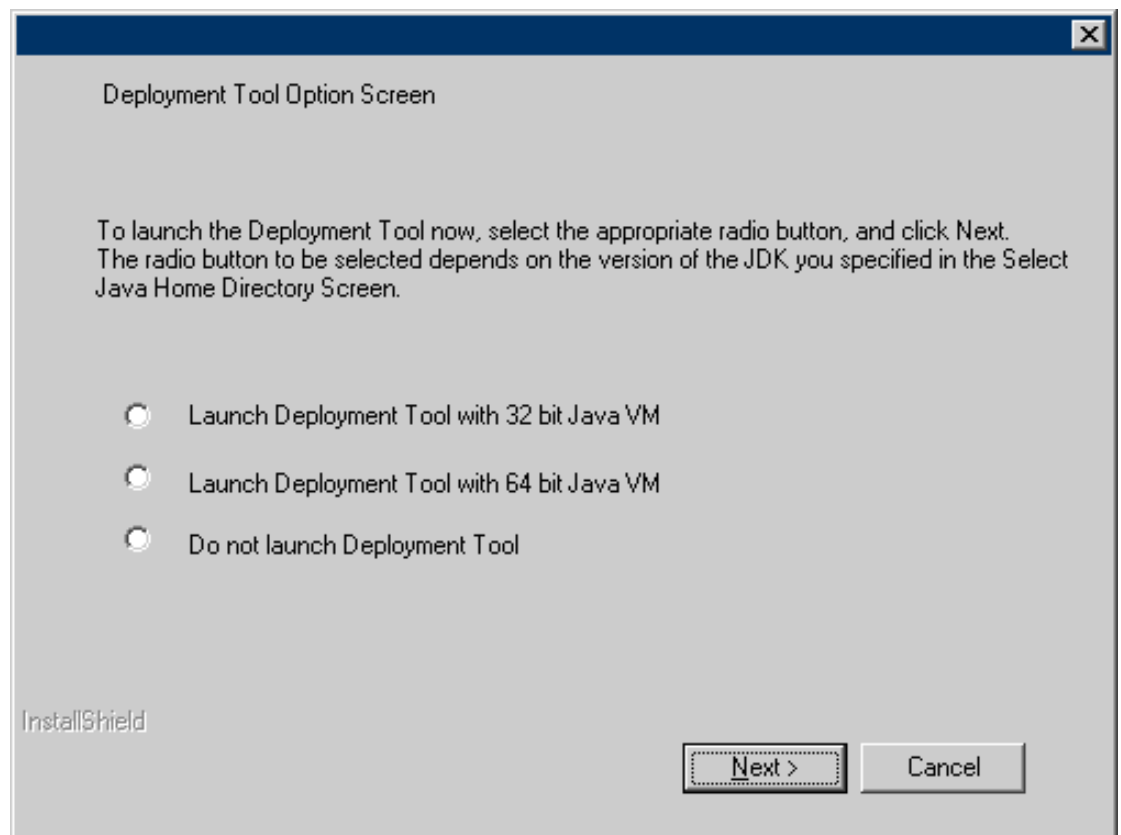 Deployment Tool Option Screen
To launch the Deployment Tool now, select the appropriate radio button, and click Next.
The radio button to be selected depends on the version of the JDK you specified in the Select
Java Home Directory Screen.
Launch Deployment Tool with 32 bit Java VM
Launch Deployment Tool with 64 bit Java VM
Do not launch Deployment Tool
InstallShield
Next >
Cancel